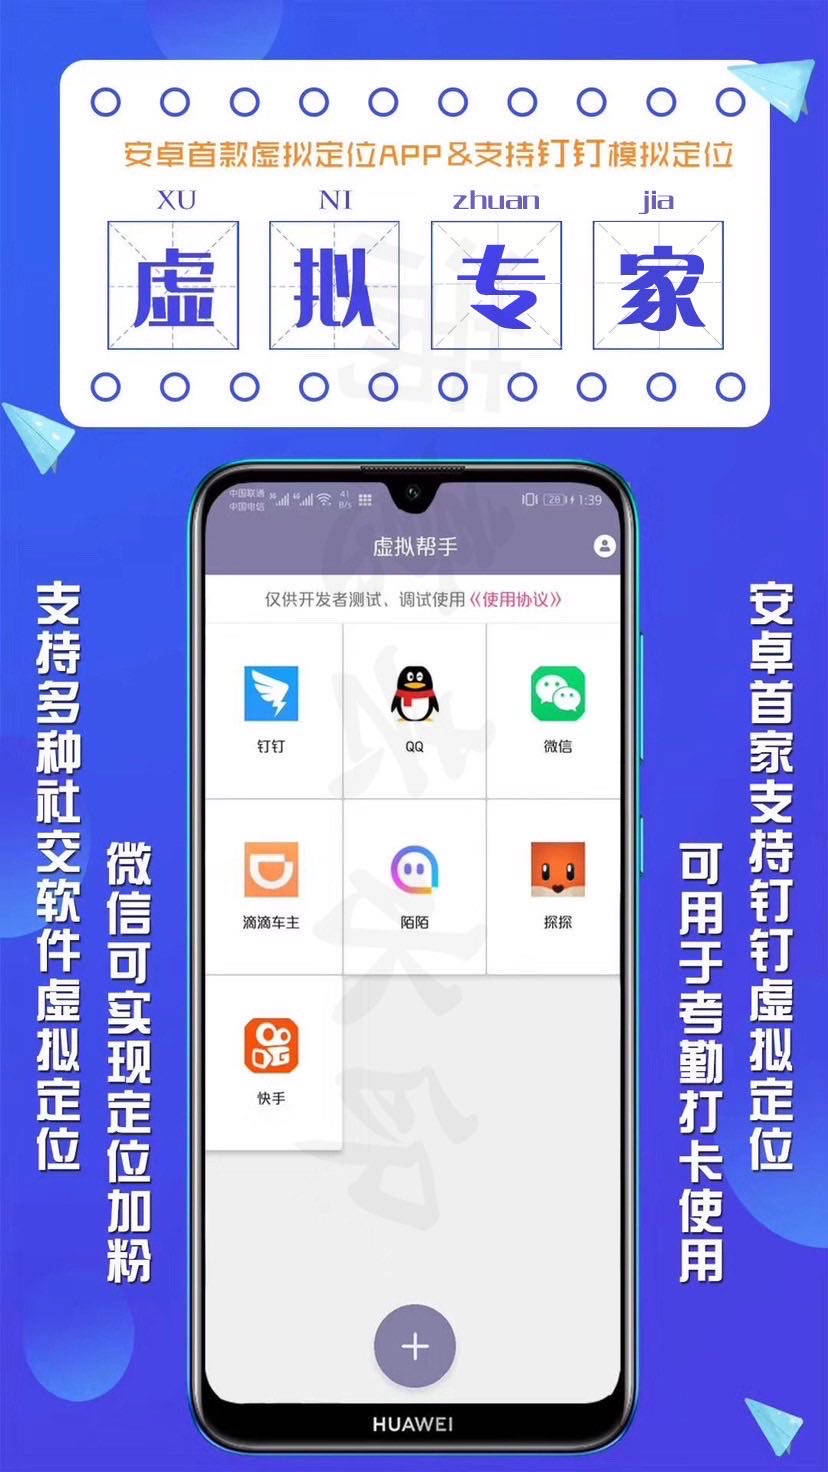 安卓首款虚拟定位APP&支持钉钉模拟定位
XU NI zhuan jia
虚拟专家
支持多种社交软件虚拟定位
微信可实现定位加粉
安卓首家支持钉钉虚拟定位
可用于考勤打卡使用
中国联通
中国电信
41
B/s
28
1:39
虚拟帮手
仅供开发者测试、调试使用《使用协议》
钉钉 QQ 微信
滴滴车主 陌陌 探探
快手
+
HUAWEI